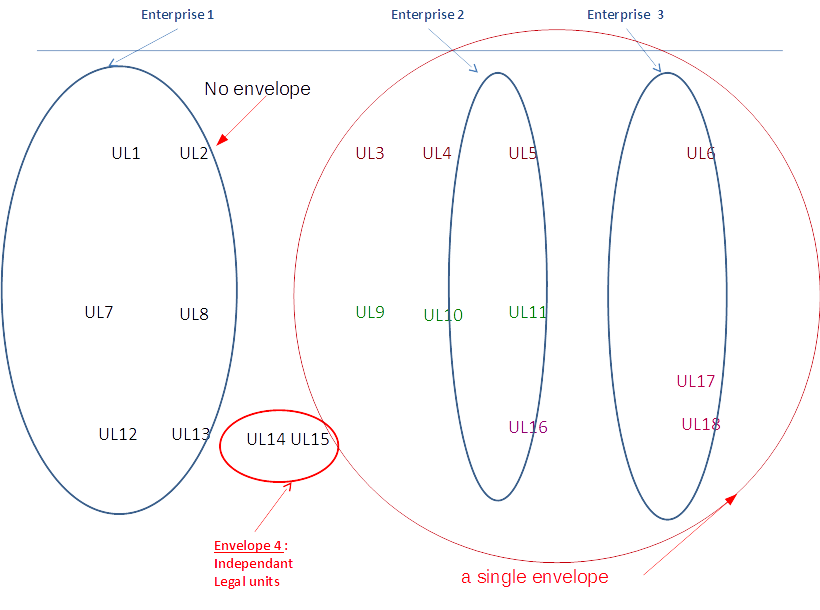 Enterprise 1
Enterprise 2
Enterprise  3
No envelope
UL1
UL2
UL3
UL4
UL5
UL6
UL7
UL8
UL9
UL10
UL11
UL17
UL12
UL13
UL14 UL15
UL16
UL18
Envelope 4 :
Independant
Legal units
a single envelope